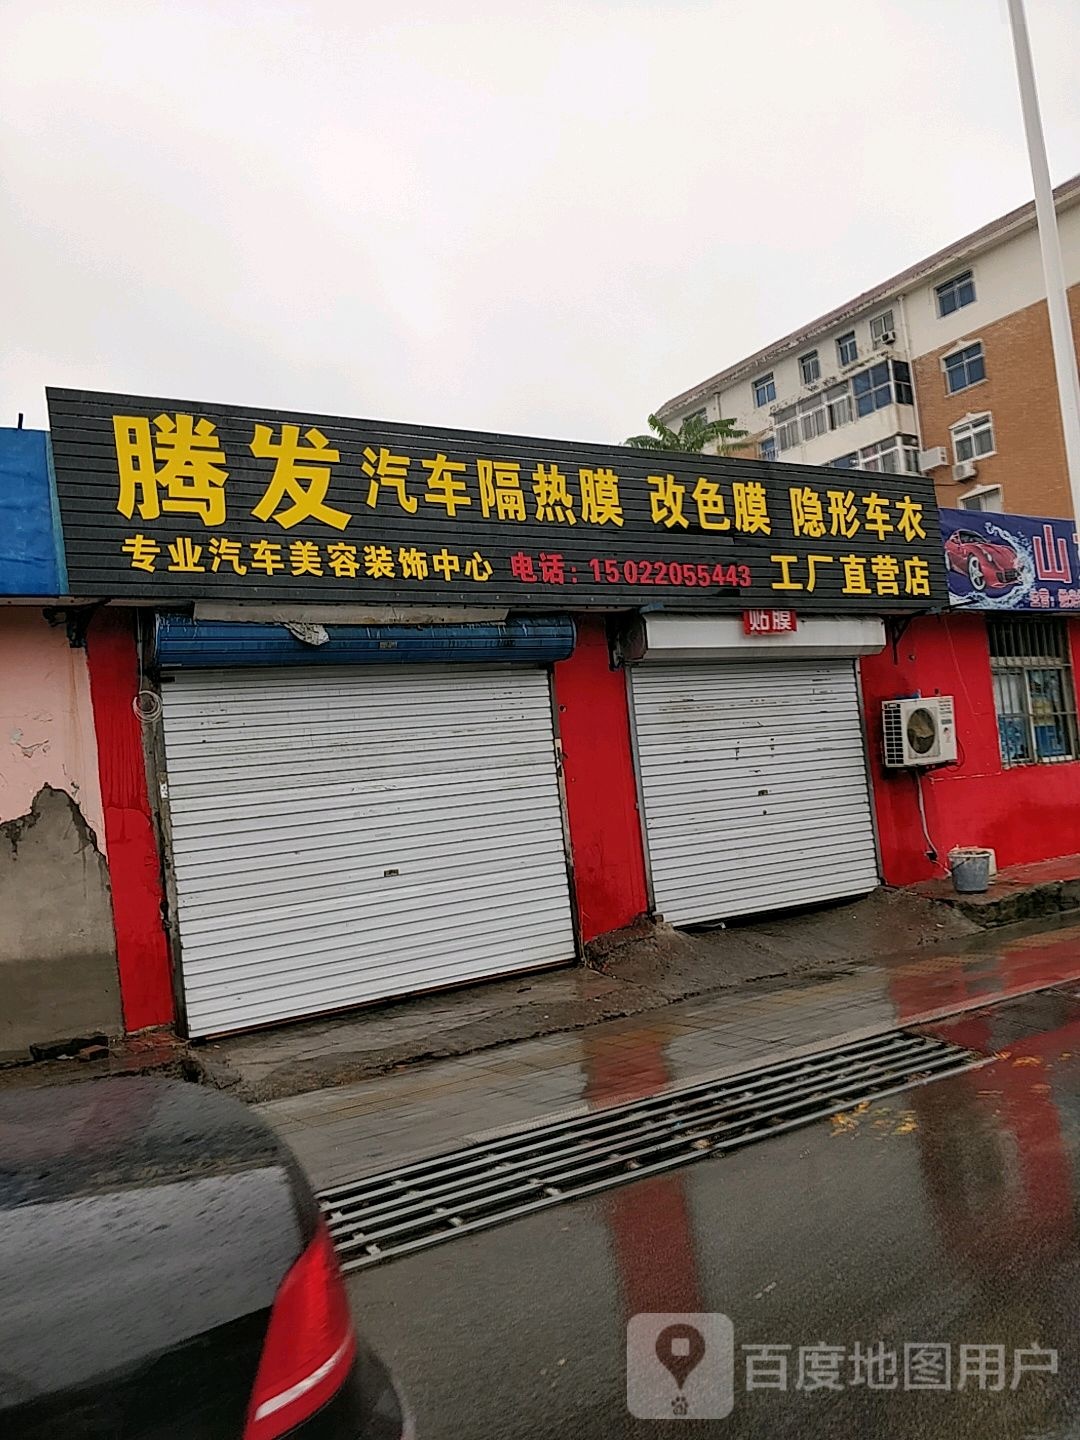 腾发 汽车隔热膜 改色膜 隐形车衣
专业汽车美容装饰中心 电话：15022055443 工厂直营店
贴膜
山
百度地图用户